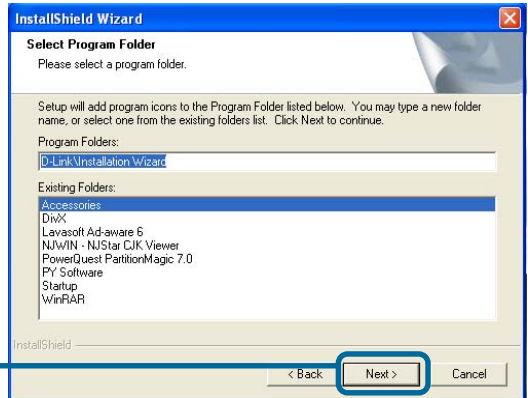 InstallShield Wizard
Select Program Folder
Please select a program folder.
Setup will add program icons to the Program Folder listed below. You may type a new folder
name, or select one from the existing folders list. Click Next to continue.
Program Folders:
D-Link\Installation Wizard
Existing Folders:
Accessories
DivX
Lavasoft Ad-aware 6
NJWIN - NJStar CJK Viewer
PowerQuest PartitionMagic 7.0
PY Software
Startup
WinRAR
InstallShield
< Back
Next >
Cancel